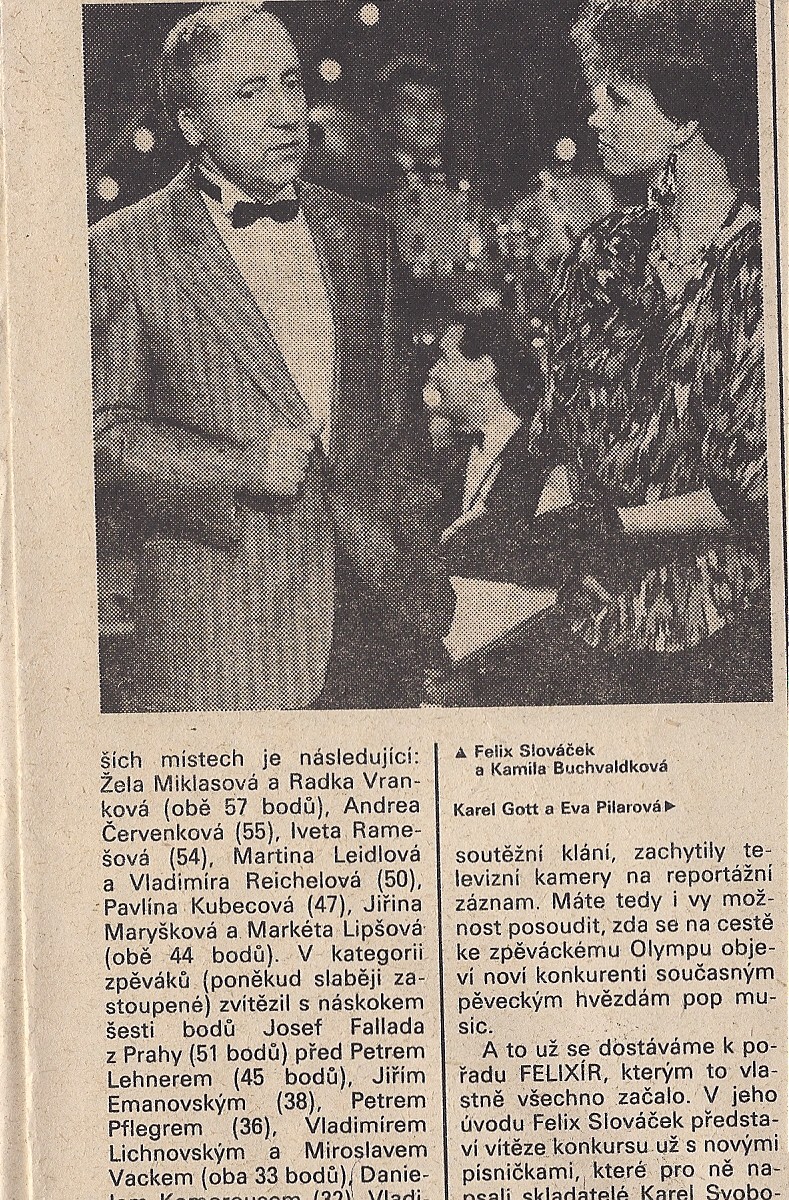 ších místech je následující:
Žela Miklasová a Radka Vran-
ková (obě 57 bodů), Andrea
Červenková (55), Iveta Rame-
šová (54), Martina Leidlová
a Vladimíra Reichelová (50),
Pavlína Kubecová (47), Jiřina
Maryšková a Markéta Lipšová
(obě 44 bodů). V kategorii
zpěváků (poněkud slaběji za-
stoupené) zvítězil s náskokem
šesti bodů Josef Fallada
z Prahy (51 bodů) před Petrem
Lehnerem (45 bodů), Jiřím
Emanovským (38), Petrem
Pflegrem (36), Vladimírem
Lichnovským a Miroslavem
Vackem (oba 33 bodů), Danie-
lem (32), Vladi-
▲ Felix Slováček
a Kamila Buchvaldková
Karel Gott a Eva Pilarová ▶
soutěžní klání, zachytily te-
levizní kamery na reportážní
záznam. Máte tedy i vy mož-
nost posoudit, zda se na cestě
ke zpěváckému Olympu obje-
ví noví konkurenti současným
pěveckým hvězdám pop mu-
sic.
A to už se dostáváme k po-
řadu FELIXÍR, kterým to vla-
stně všechno začalo. V jeho
úvodu Felix Slováček předsta-
ví vítěze konkursu už s novými
písničkami, které pro ně na-
psali skladatelé Karel Svobo-